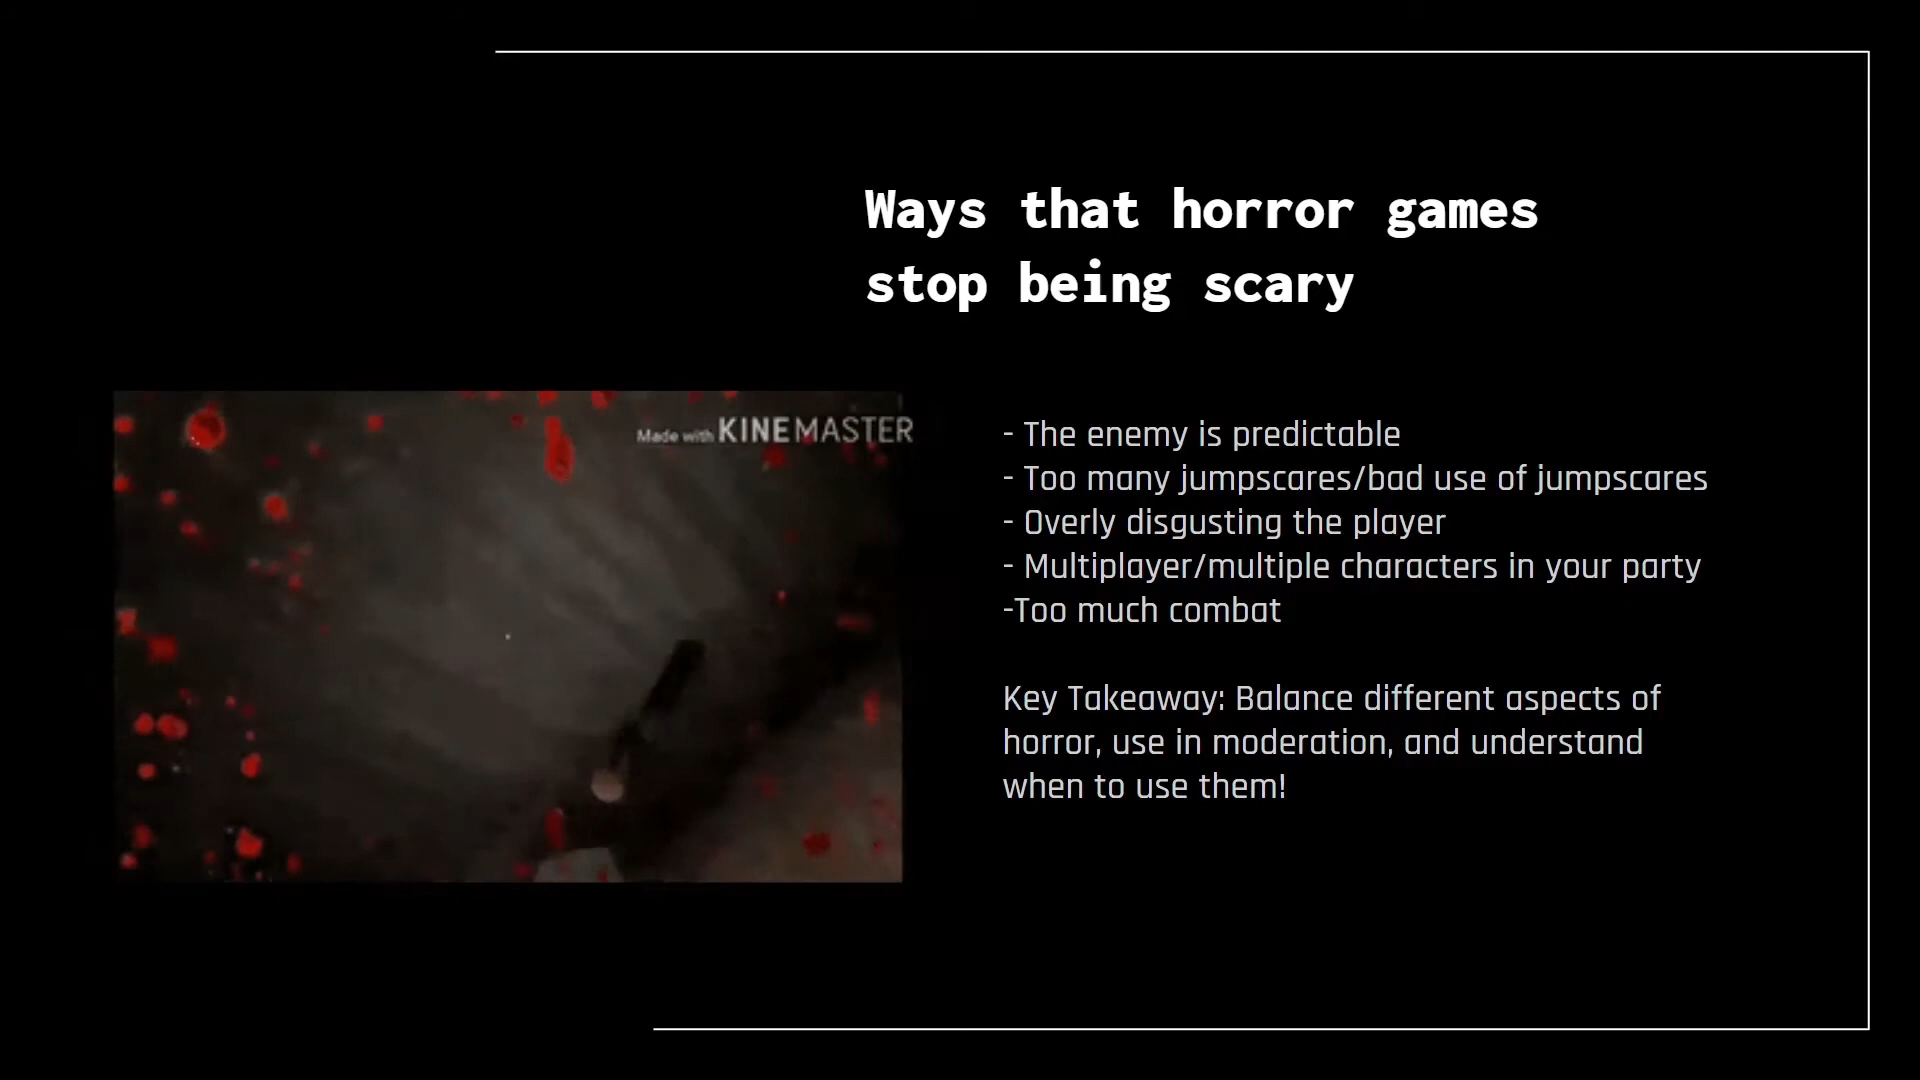 Ways that horror games
stop being scary
Made with KINEMASTER
- The enemy is predictable
- Too many jumpscares/bad use of jumpscares
- Overly disgusting the player
- Multiplayer/multiple characters in your party
-Too much combat
Key Takeaway: Balance different aspects of
horror, use in moderation, and understand
when to use them!